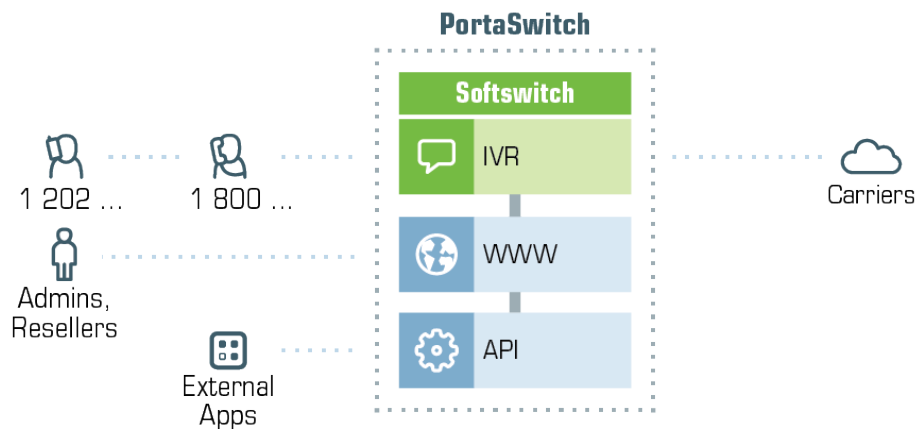 PortaSwitch
Softswitch
IVR
1 202 ...
1 800 ...
Carriers
WWW
Admins,
Resellers
API
External
Apps